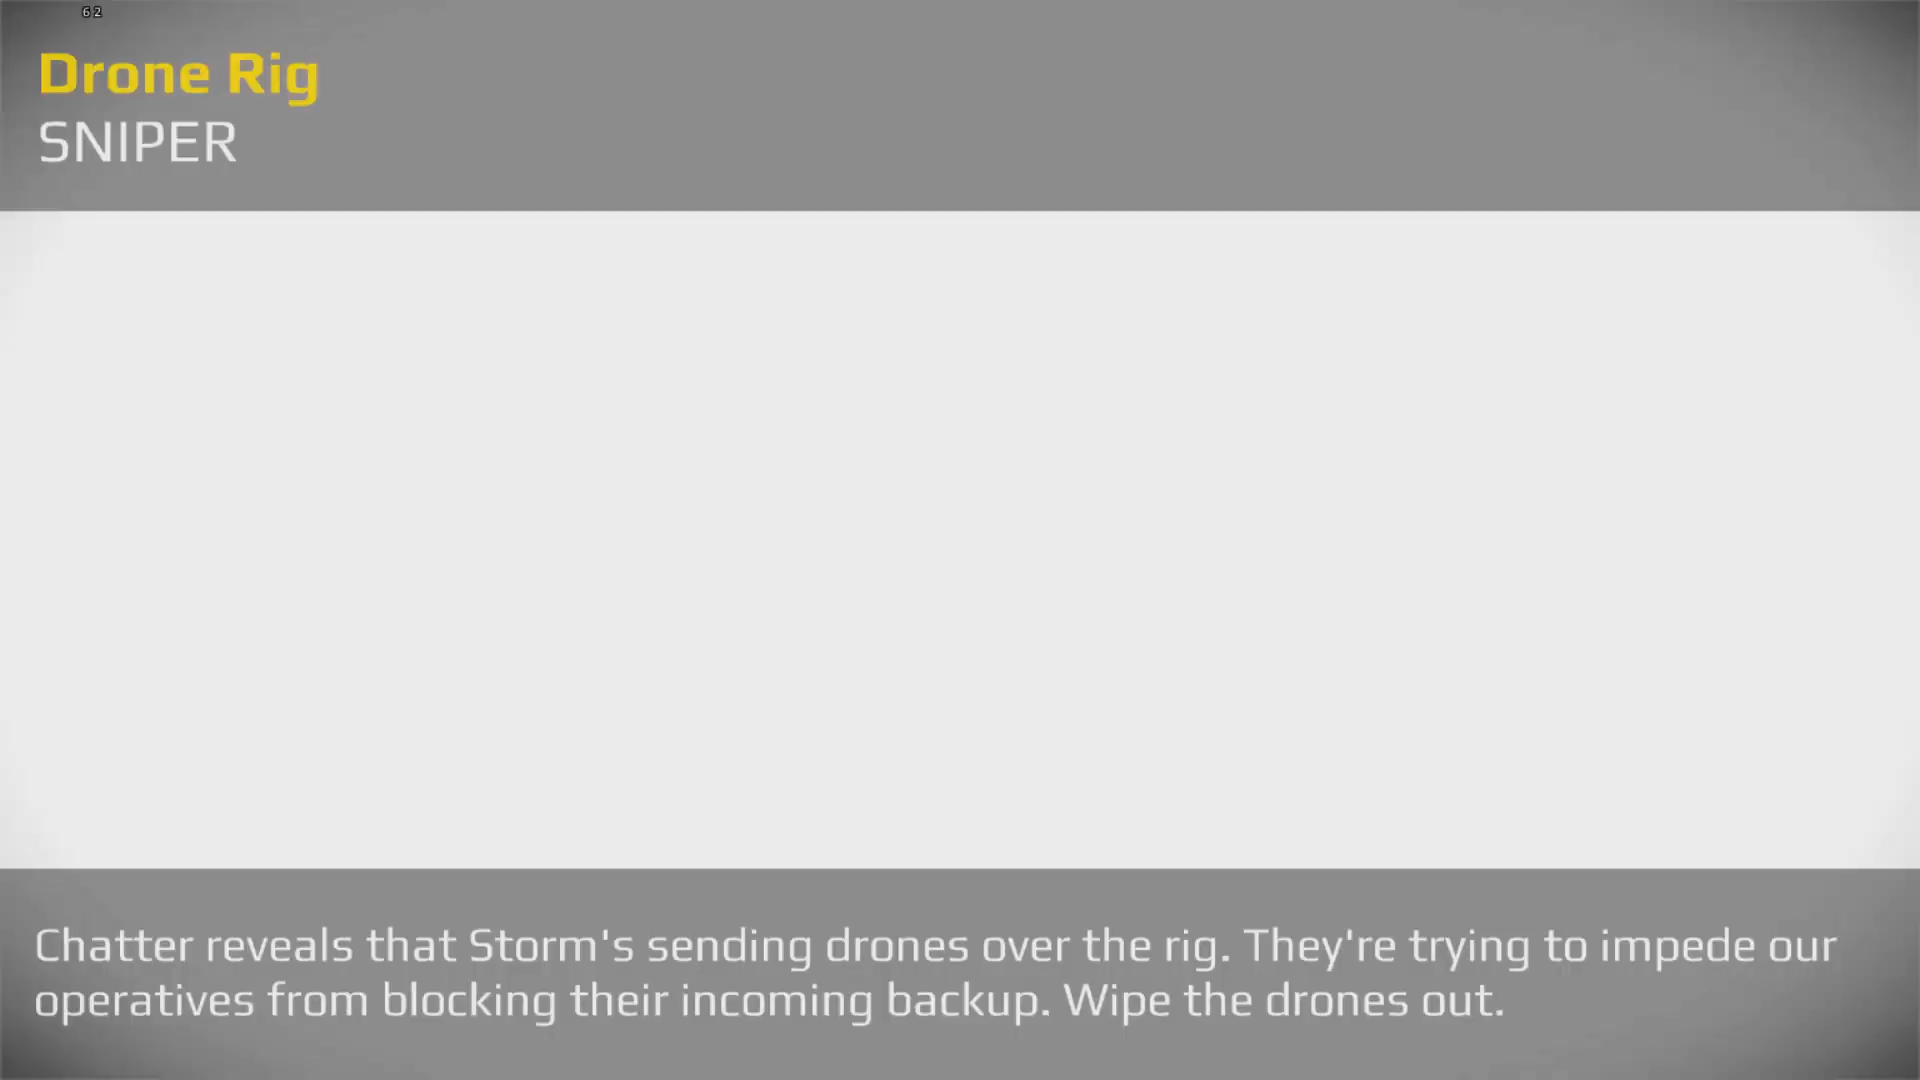 62
Drone Rig
SNIPER
Chatter reveals that Storm's sending drones over the rig. They're trying to impede our
operatives from blocking their incoming backup. Wipe the drones out.